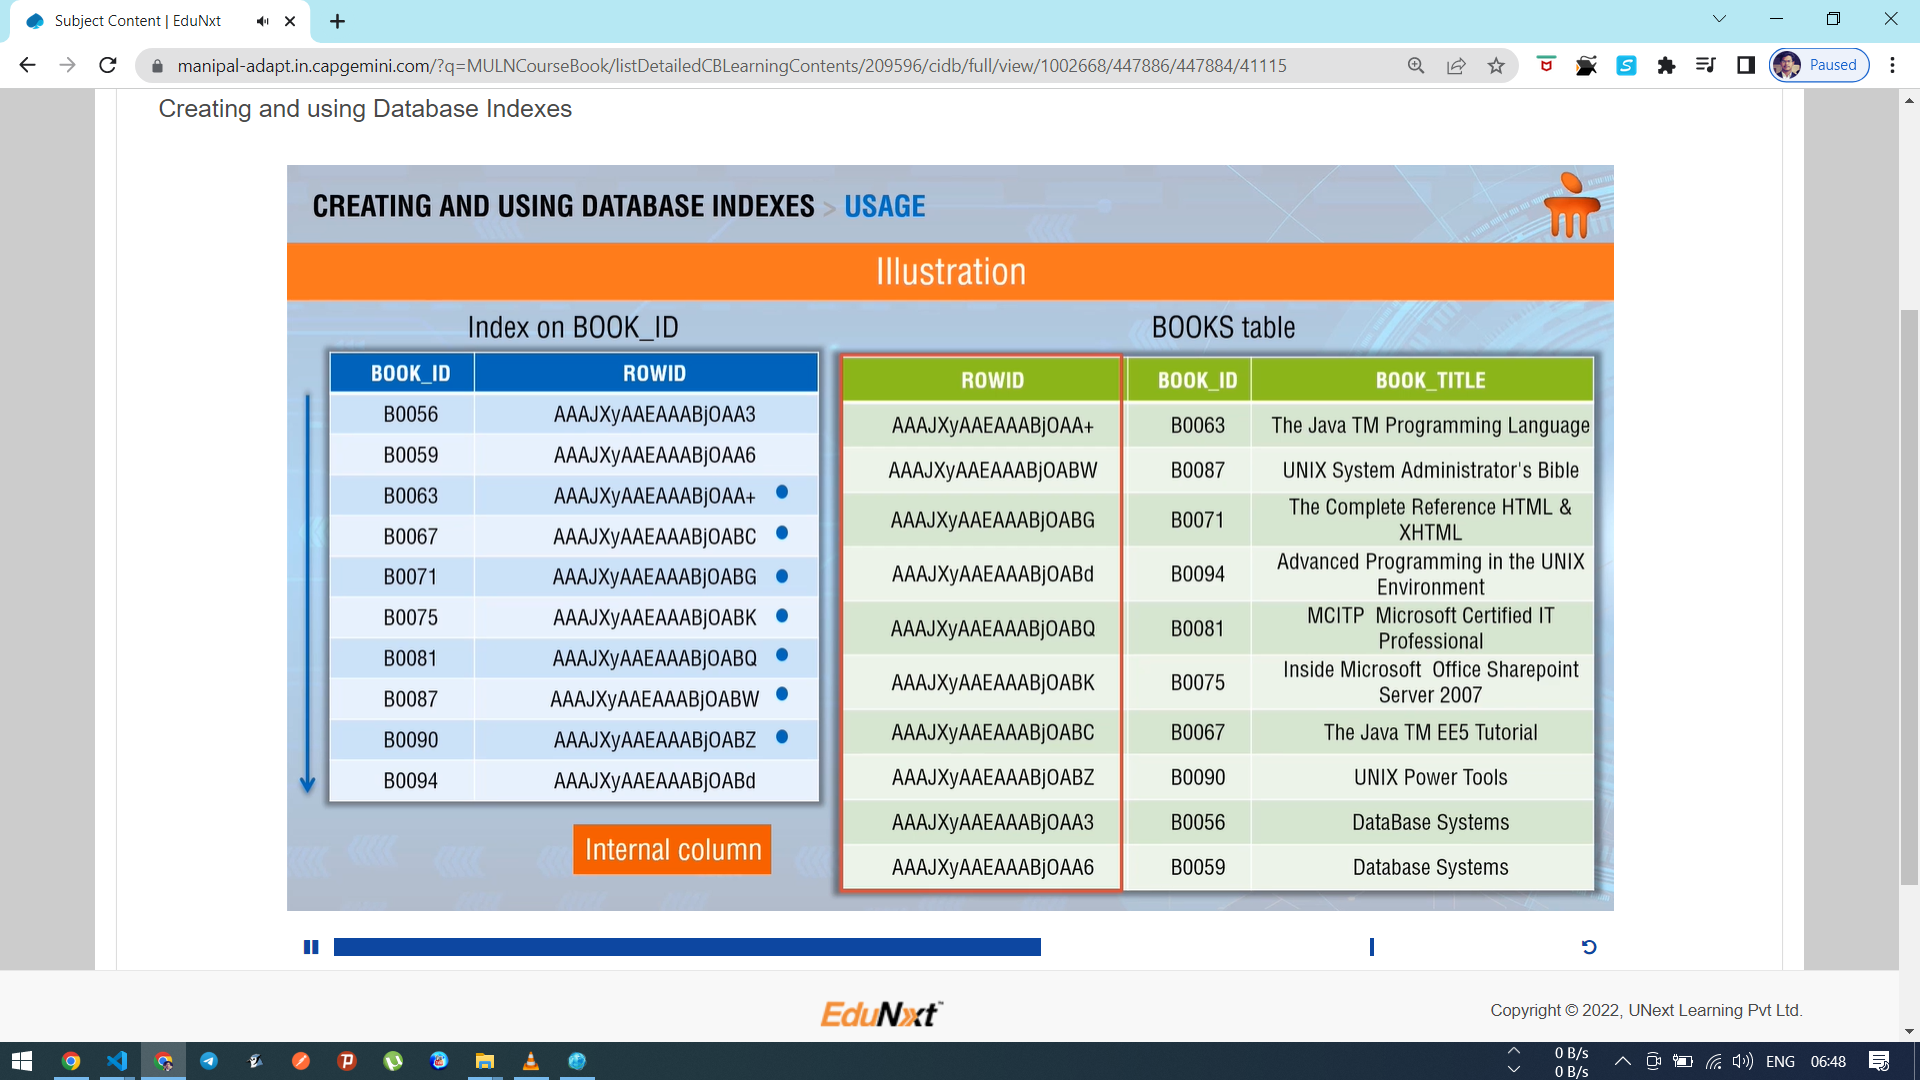 Subject Content | EduNxt
manipal-adapt.in.capgemini.com/?q=MULNCourseBook/listDetailedCBLearningContents/209596/cidb/full/view/1002668/447886/447884/41115
Paused
Creating and using Database Indexes
CREATING AND USING DATABASE INDEXES > USAGE
Illustration
Index on BOOK_ID
BOOK_ID ROWID
B0056 AAAJXyAAEAAABjOAA3
B0059 AAAJXyAAEAAABjOAA6
B0063 AAAJXyAAEAAABjOAA+
B0067 AAAJXyAAEAAABjOABC
B0071 AAAJXyAAEAAABjOABG
B0075 AAAJXyAAEAAABjOABK
B0081 AAAJXyAAEAAABjOABQ
B0087 AAAJXyAAEAAABjOABW
B0090 AAAJXyAAEAAABjOABZ
B0094 AAAJXyAAEAAABjOABd
Internal column
BOOKS table
ROWID BOOK_ID BOOK_TITLE
AAAJXyAAEAAABjOAA+ B0063 The Java TM Programming Language
AAAJXyAAEAAABjOABW B0087 UNIX System Administrator's Bible
AAAJXyAAEAAABjOABG B0071 The Complete Reference HTML &
XHTML
AAAJXyAAEAAABjOABd B0094 Advanced Programming in the UNIX
Environment
AAAJXyAAEAAABjOABQ B0081 MCITP Microsoft Certified IT
Professional
AAAJXyAAEAAABjOABK B0075 Inside Microsoft Office Sharepoint
Server 2007
AAAJXyAAEAAABjOABC B0067 The Java TM EE5 Tutorial
AAAJXyAAEAAABjOABZ B0090 UNIX Power Tools
AAAJXyAAEAAABjOAA3 B0056 DataBase Systems
AAAJXyAAEAAABjOAA6 B0059 Database Systems
EduNxt™
Copyright © 2022, UNext Learning Pvt Ltd.
0 B/s
0 B/s
ENG 06:48